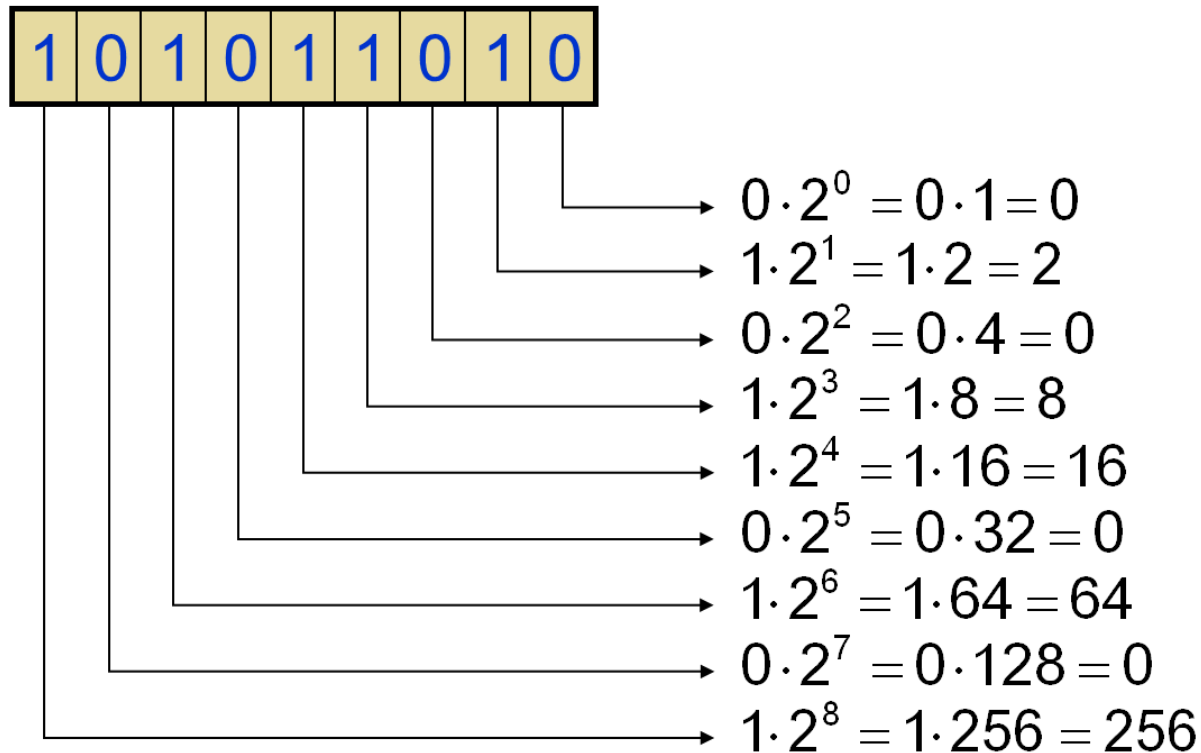 1 0 1 0 1 1 0 1 0
0·2⁰ = 0·1 = 0
1·2¹ = 1·2 = 2
0·2² = 0·4 = 0
1·2³ = 1·8 = 8
1·2⁴ = 1·16 = 16
0·2⁵ = 0·32 = 0
1·2⁶ = 1·64 = 64
0·2⁷ = 0·128 = 0
1·2⁸ = 1·256 = 256